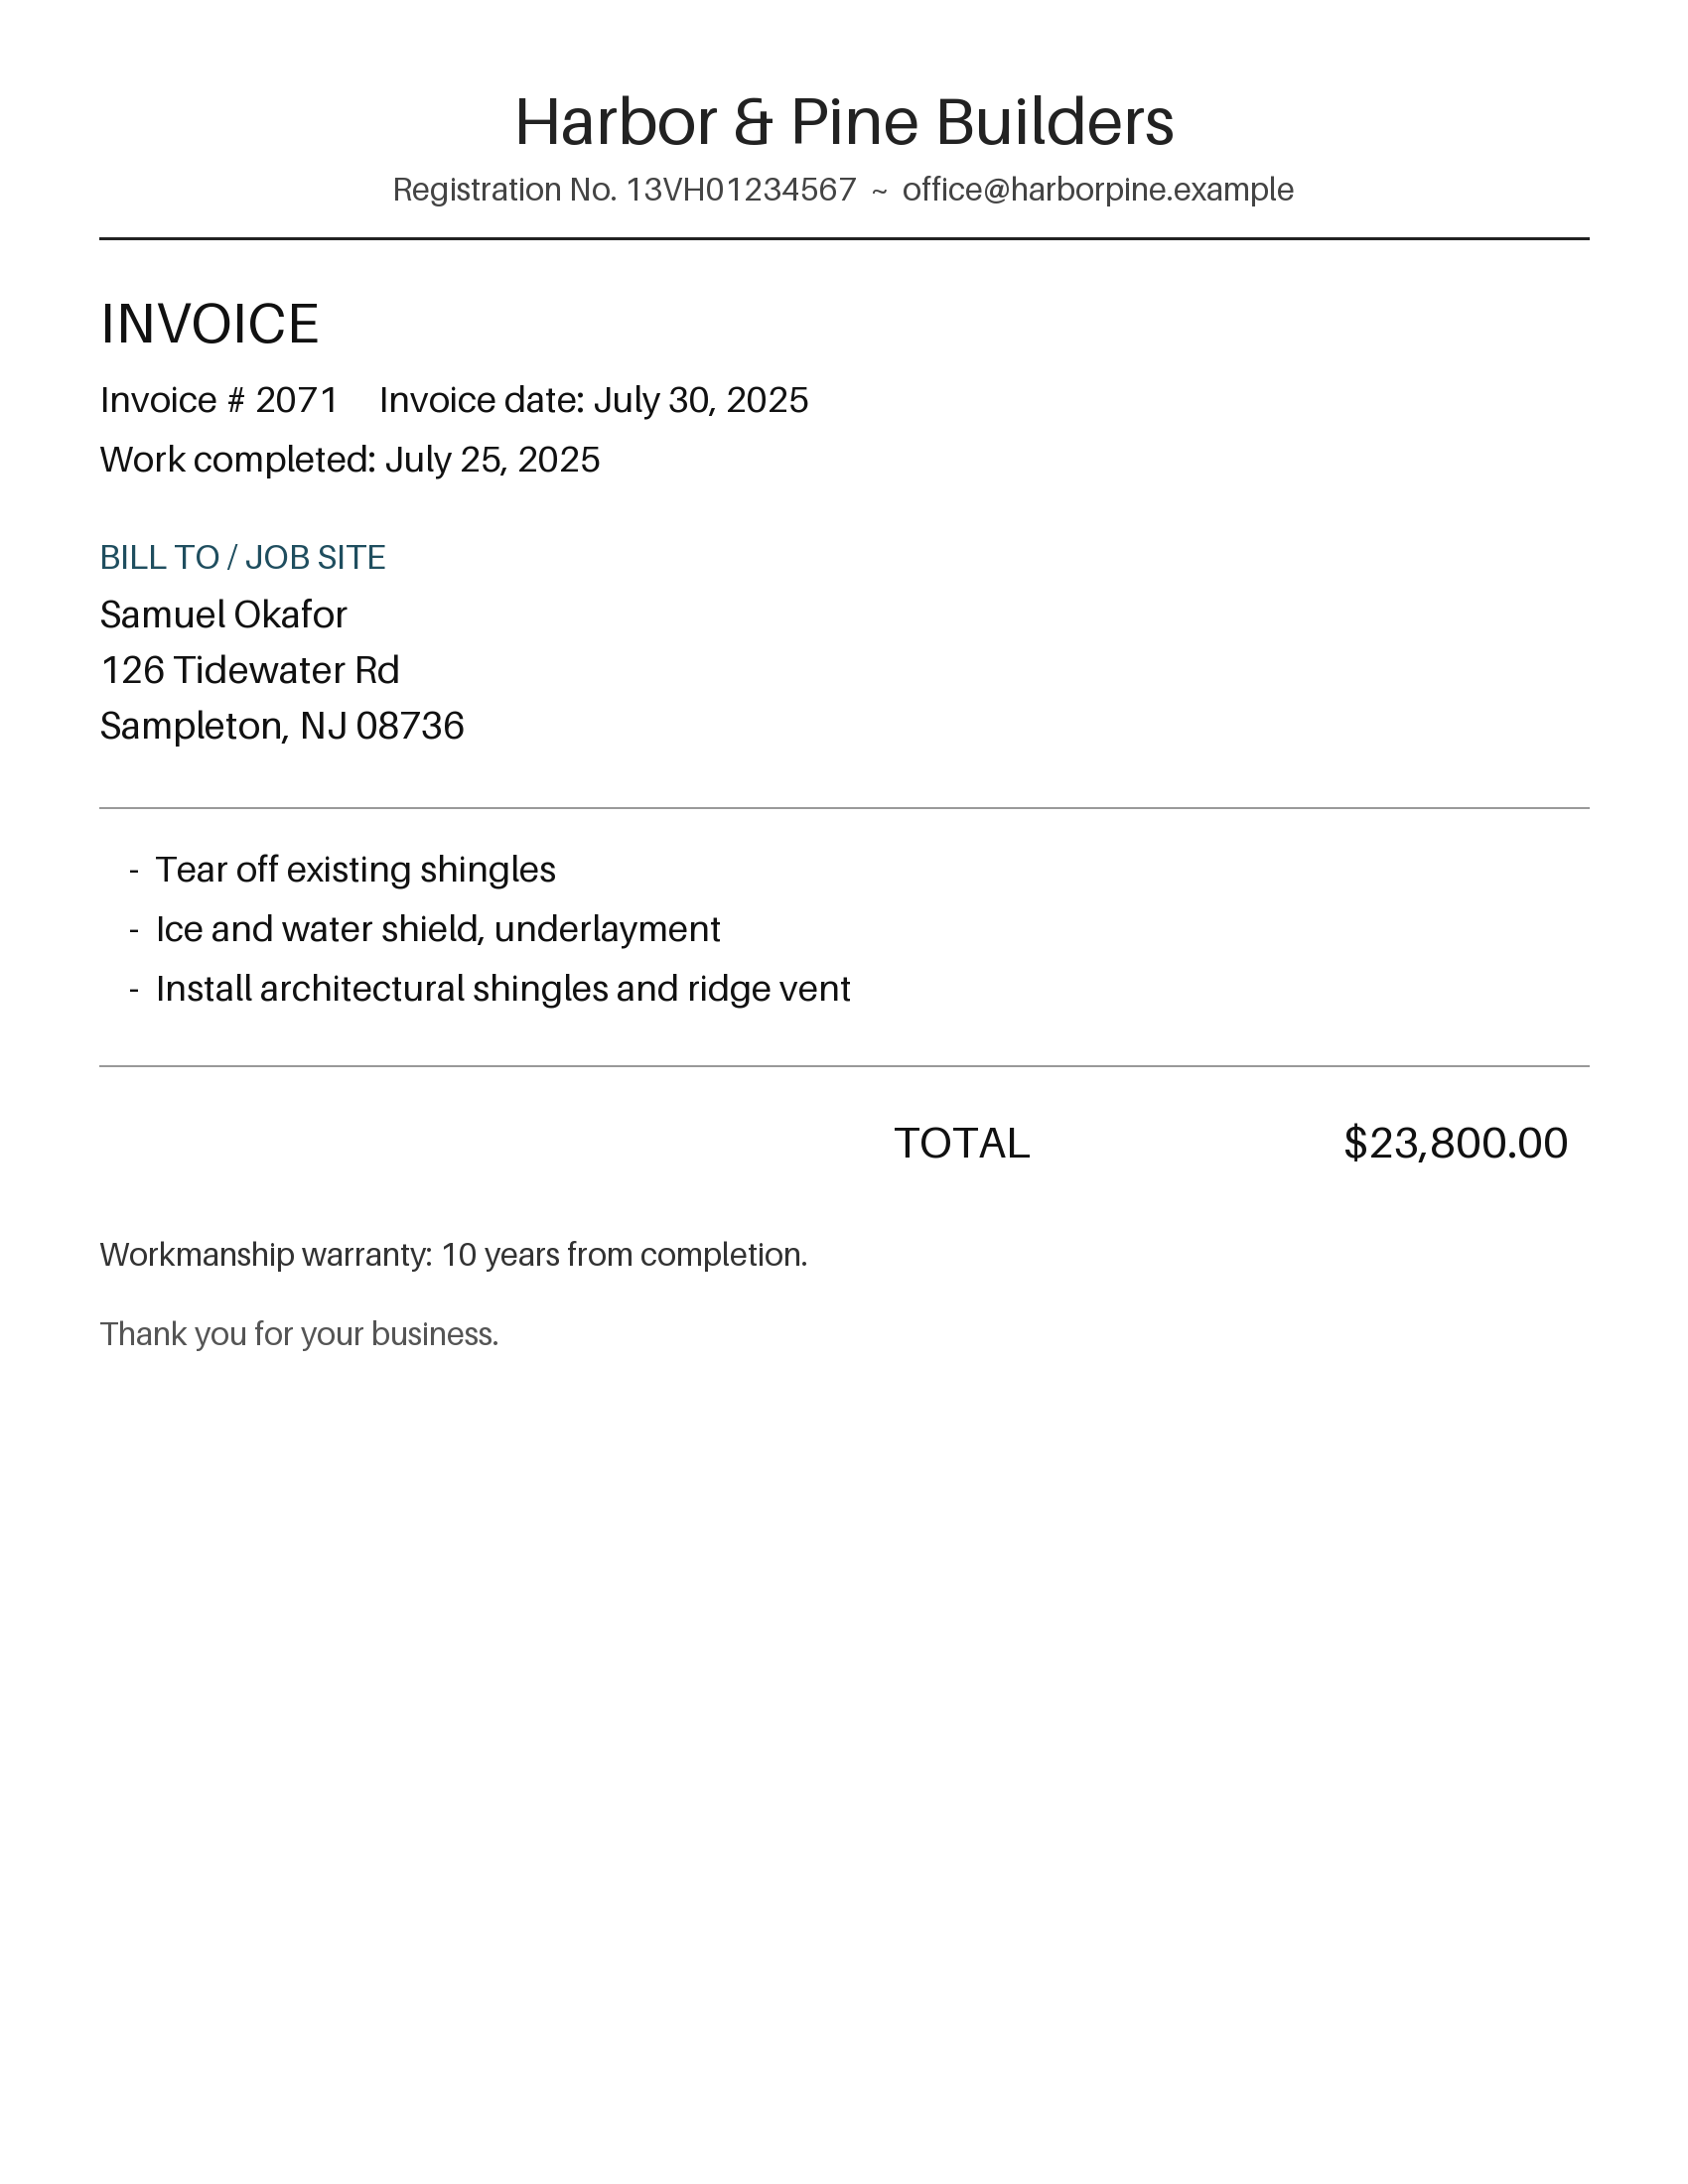 Harbor & Pine Builders
Registration No. 13VH01234567 ~ office@harborpine.example
INVOICE
Invoice # 2071 Invoice date: July 30, 2025
Work completed: July 25, 2025
BILL TO / JOB SITE
Samuel Okafor
126 Tidewater Rd
Sampleton, NJ 08736
- Tear off existing shingles
- Ice and water shield, underlayment
- Install architectural shingles and ridge vent
TOTAL $23,800.00
Workmanship warranty: 10 years from completion.
Thank you for your business.